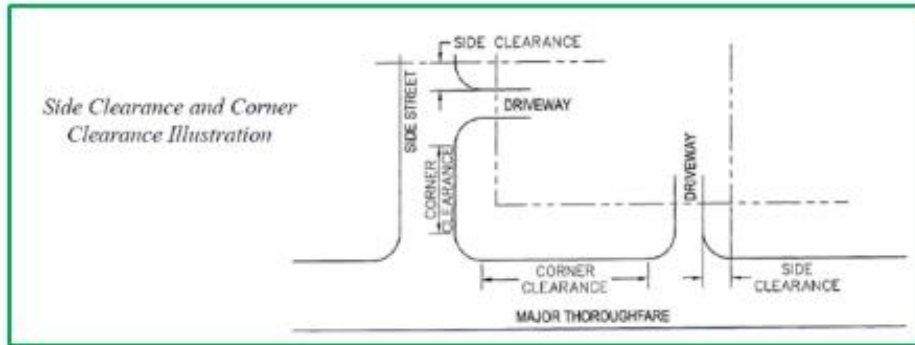 SIDE CLEARANCE
Side Clearance and Corner
Clearance Illustration
SIDE STREET
DRIVEWAY
CORNER
CLEARANCE
DRIVEWAY
CORNER
CLEARANCE
SIDE
CLEARANCE
MAJOR THOROUGHFARE